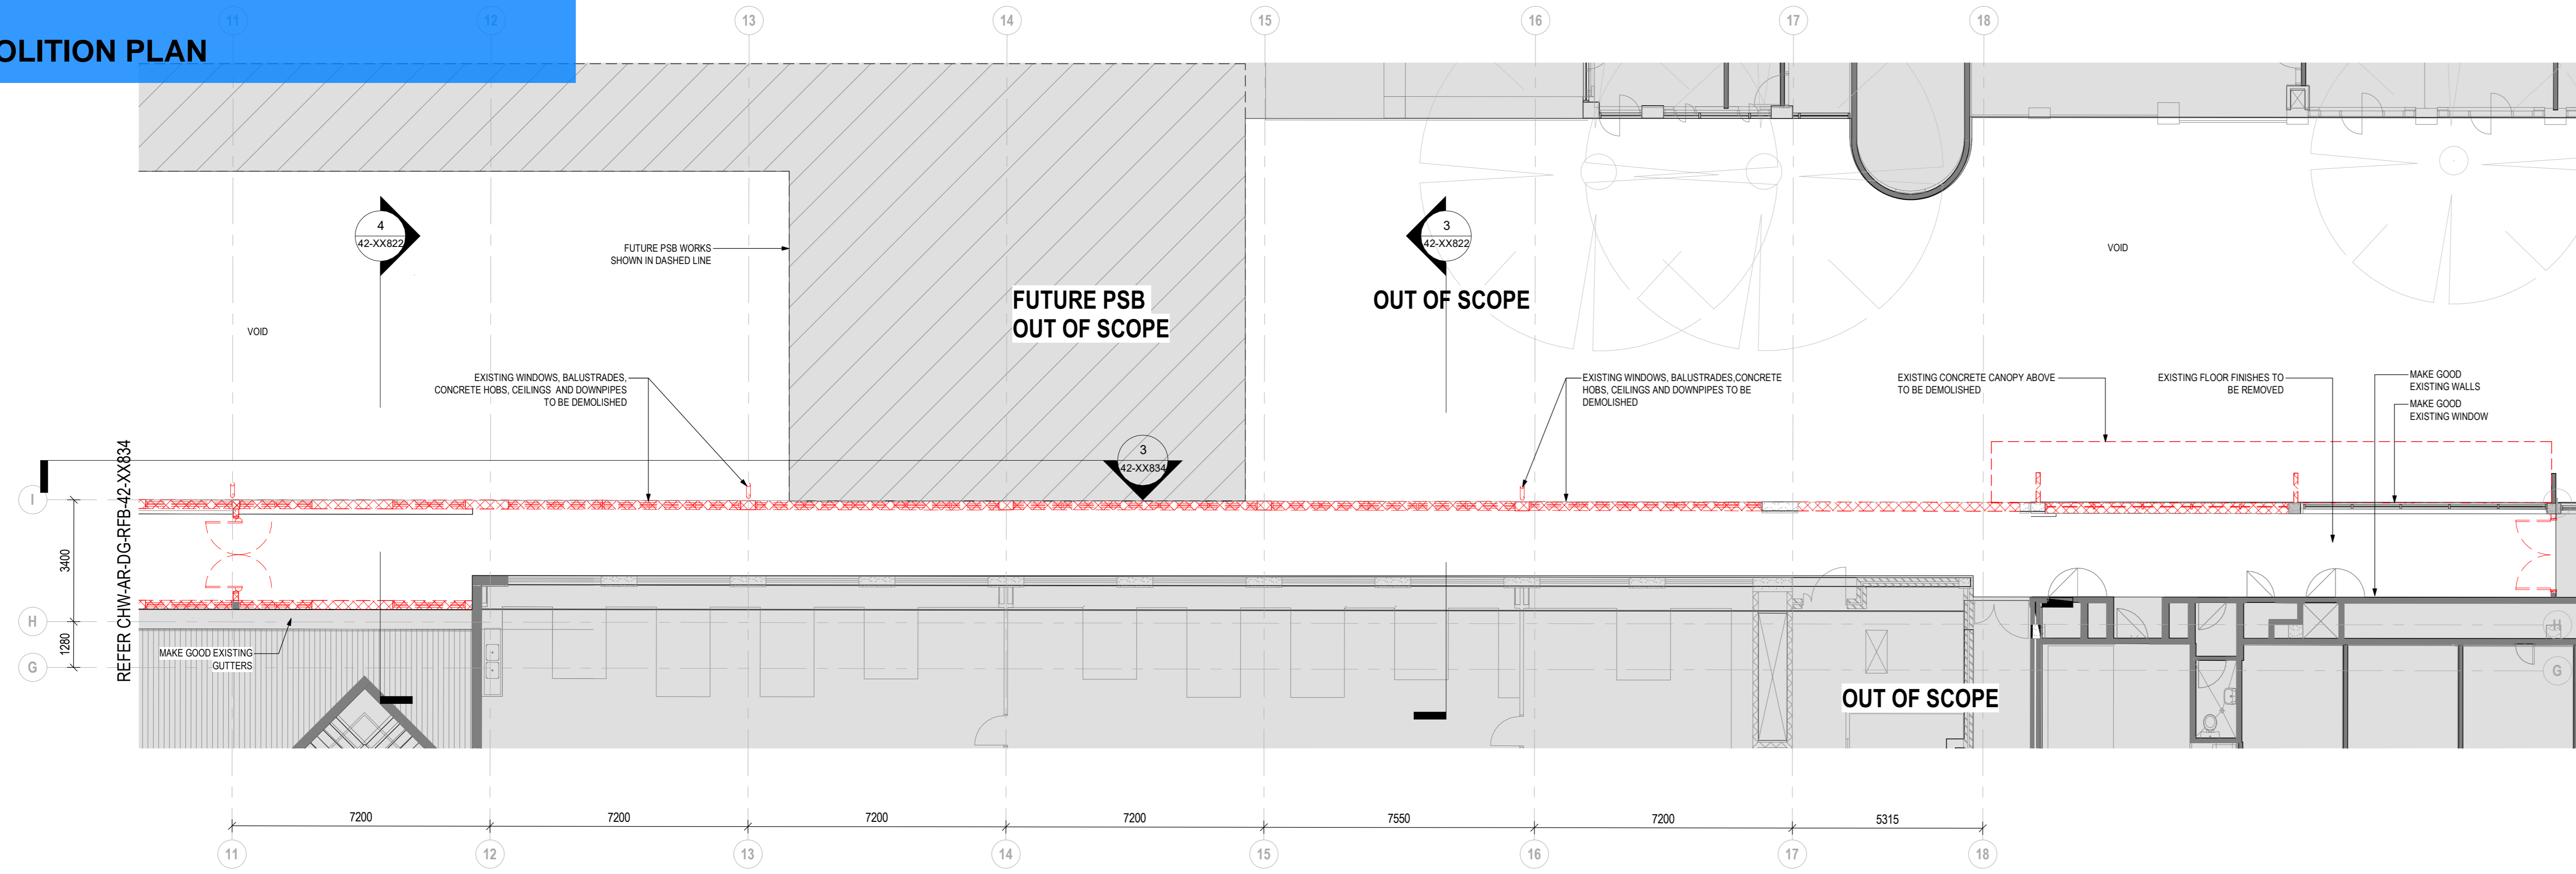 11
12
13
14
15
16
17
18
OLITION PLAN
4
42-XX822
FUTURE PSB WORKS
SHOWN IN DASHED LINE
3
42-XX822
VOID
VOID
FUTURE PSB
OUT OF SCOPE
OUT OF SCOPE
EXISTING WINDOWS, BALUSTRADES,
CONCRETE HOBS, CEILINGS AND DOWNPIPES
TO BE DEMOLISHED
EXISTING WINDOWS, BALUSTRADES,CONCRETE
HOBS, CEILINGS AND DOWNPIPES TO BE
DEMOLISHED
EXISTING CONCRETE CANOPY ABOVE
TO BE DEMOLISHED
EXISTING FLOOR FINISHES TO
BE REMOVED
MAKE GOOD
EXISTING WALLS
MAKE GOOD
EXISTING WINDOW
3
42-XX834
REFER CHW-AR-DG-RFB-42-XX834
I
3400
H
1280
G
H
G
MAKE GOOD EXISTING
GUTTERS
OUT OF SCOPE
7200
7200
7200
7200
7550
7200
5315
11
12
13
14
15
16
17
18